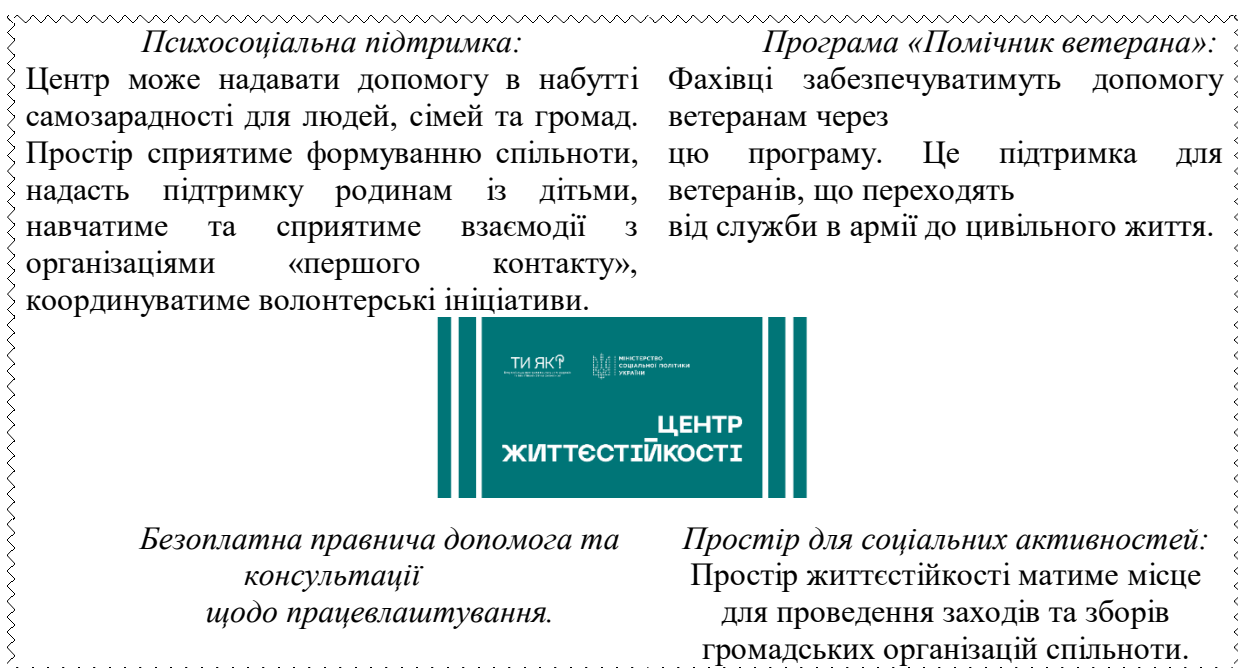 Психосоціальна підтримка:
Центр може надавати допомогу в набутті
самозарадності для людей, сімей та громад.
Простір сприятиме формуванню спільноти,
надасть підтримку родинам із дітьми,
навчатиме та сприятиме взаємодії з
організаціями «першого контакту»,
координуватиме волонтерські ініціативи.
Програма «Помічник ветерана»:
Фахівці забезпечуватимуть допомогу
ветеранам через
цю програму. Це підтримка для
ветеранів, що переходять
від служби в армії до цивільного життя.
ТИ ЯК?
МІНІСТЕРСТВО
СОЦІАЛЬНОЇ ПОЛІТИКИ
УКРАЇНИ
ЦЕНТР
ЖИТТЄСТІЙКОСТІ
Безоплатна правнича допомога та
консультації
щодо працевлаштування.
Простір для соціальних активностей:
Простір життєстійкості матиме місце
для проведення заходів та зборів
громадських організацій спільноти.